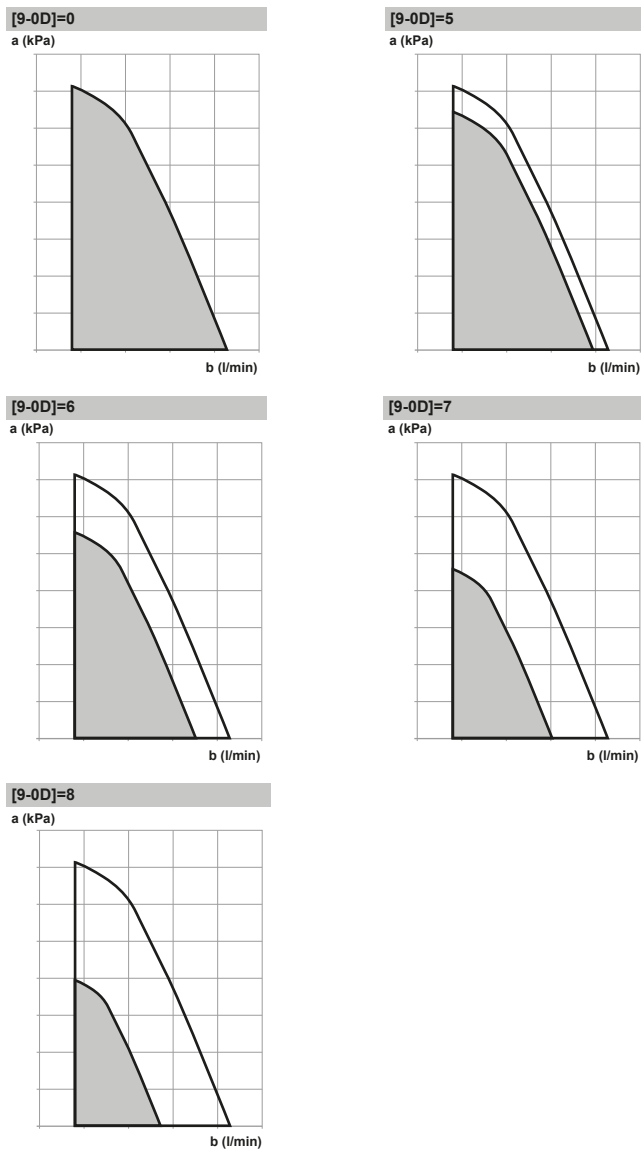 [9-0D]=0
a (kPa)
b (l/min)
[9-0D]=5
a (kPa)
b (l/min)
[9-0D]=6
a (kPa)
b (l/min)
[9-0D]=7
a (kPa)
b (l/min)
[9-0D]=8
a (kPa)
b (l/min)